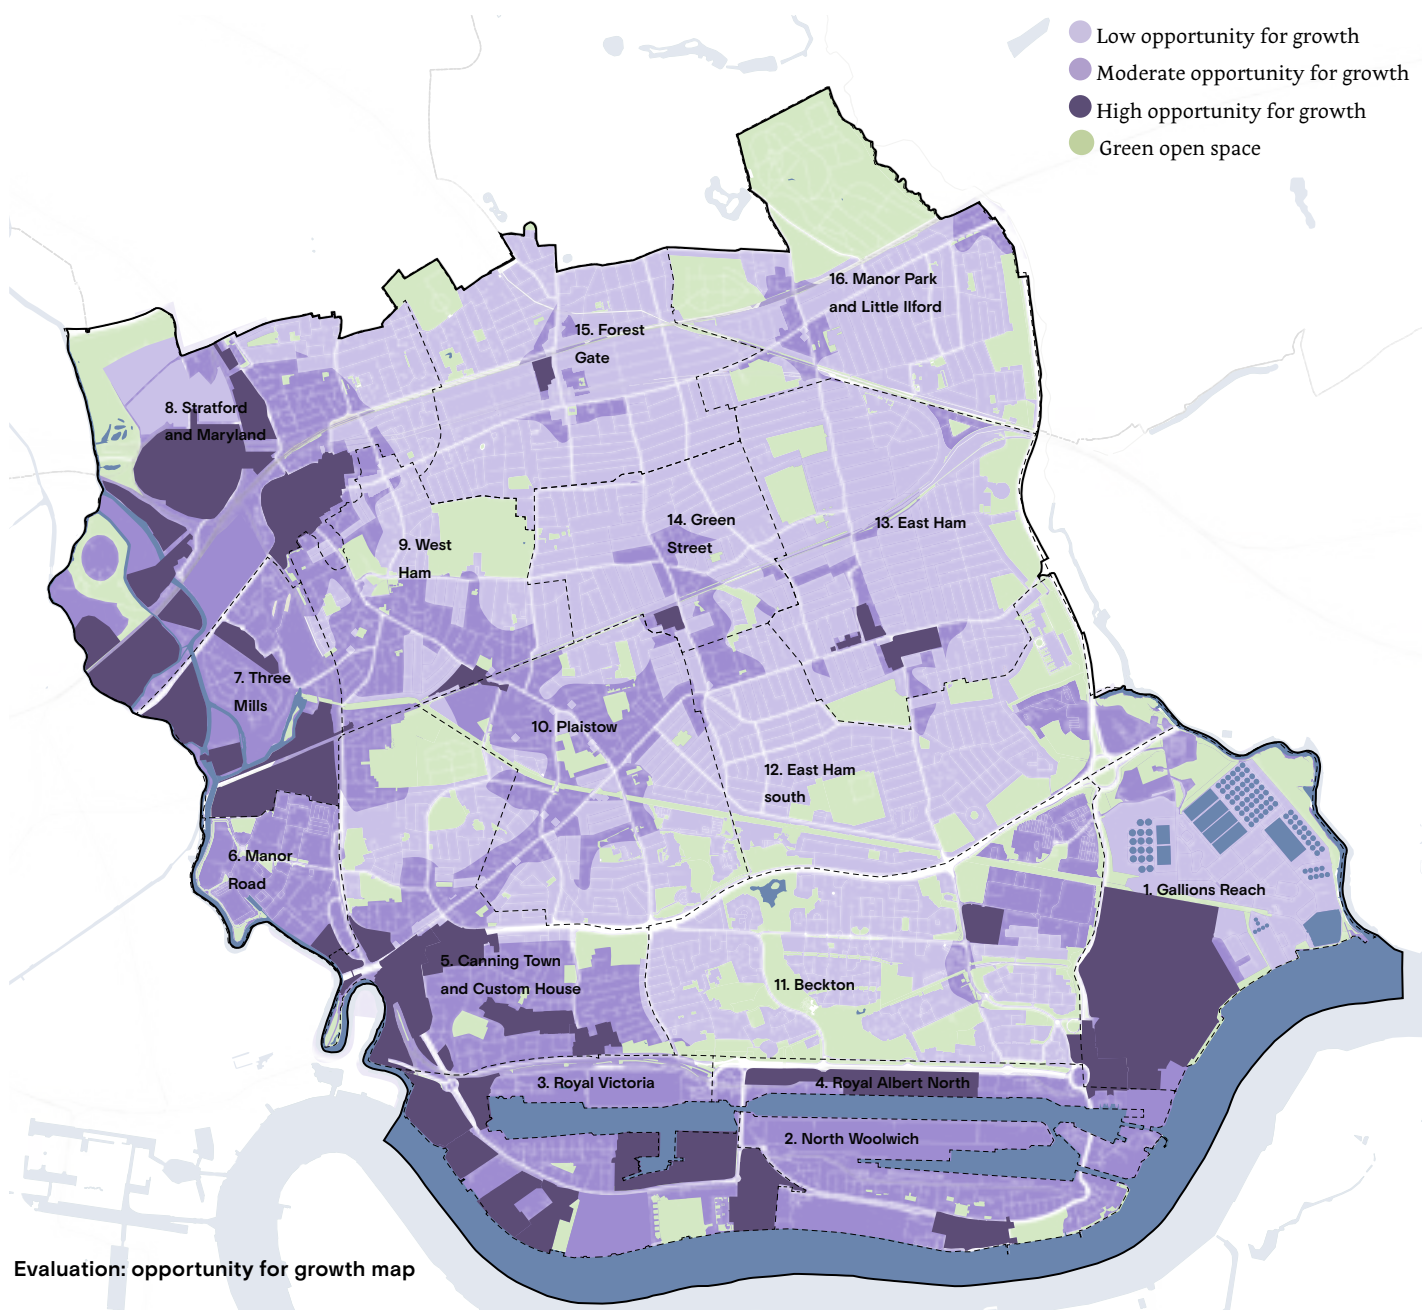 Low opportunity for growth
Moderate opportunity for growth
High opportunity for growth
Green open space
16. Manor Park
and Little Ilford
15. Forest
Gate
8. Stratford
and Maryland
14. Green
Street
13. East Ham
9. West
Ham
7. Three
Mills
10. Plaistow
12. East Ham
south
6. Manor
Road
1. Gallions Reach
5. Canning Town
and Custom House
11. Beckton
3. Royal Victoria
4. Royal Albert North
2. North Woolwich
Evaluation: opportunity for growth map